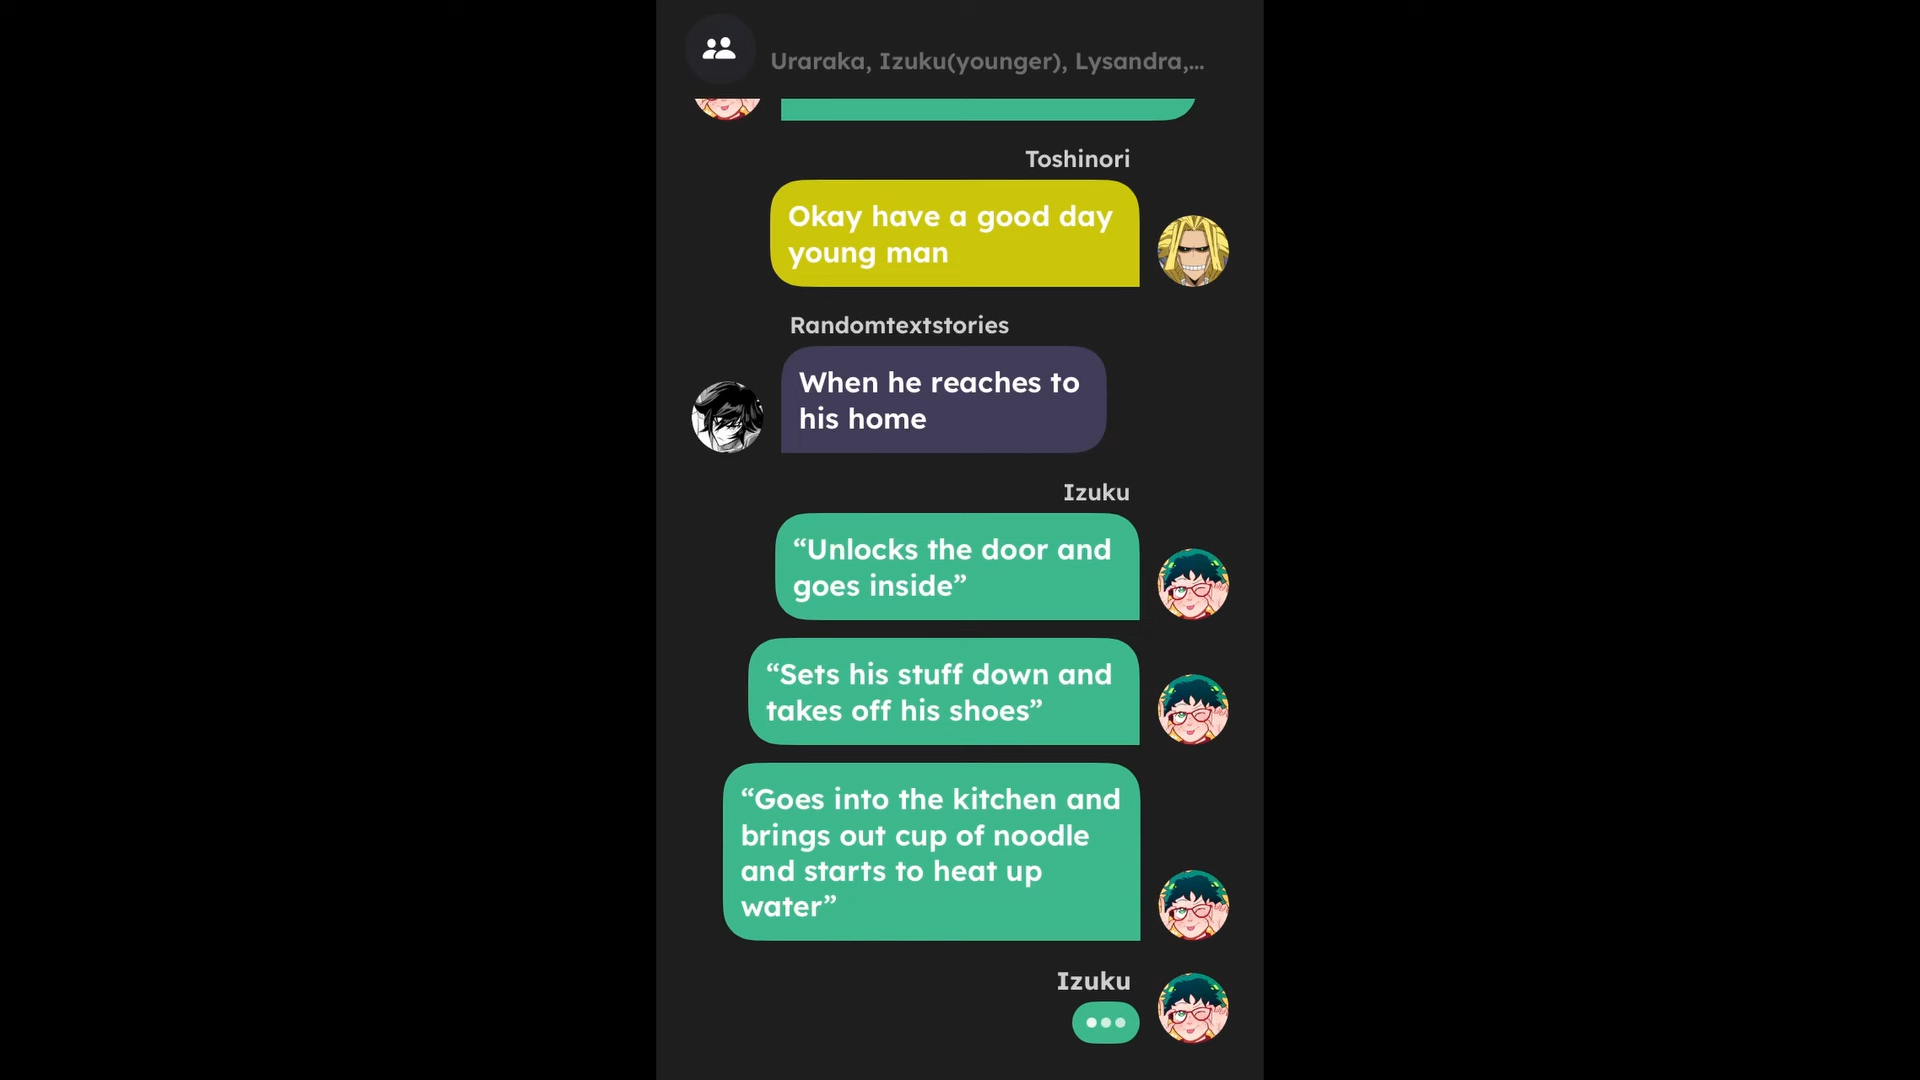 Uraraka, Izuku(younger), Lysandra,...
Toshinori
Okay have a good day
young man
Randomtextstories
When he reaches to
his home
Izuku
“Unlocks the door and
goes inside”
“Sets his stuff down and
takes off his shoes”
“Goes into the kitchen and
brings out cup of noodle
and starts to heat up
water”
Izuku